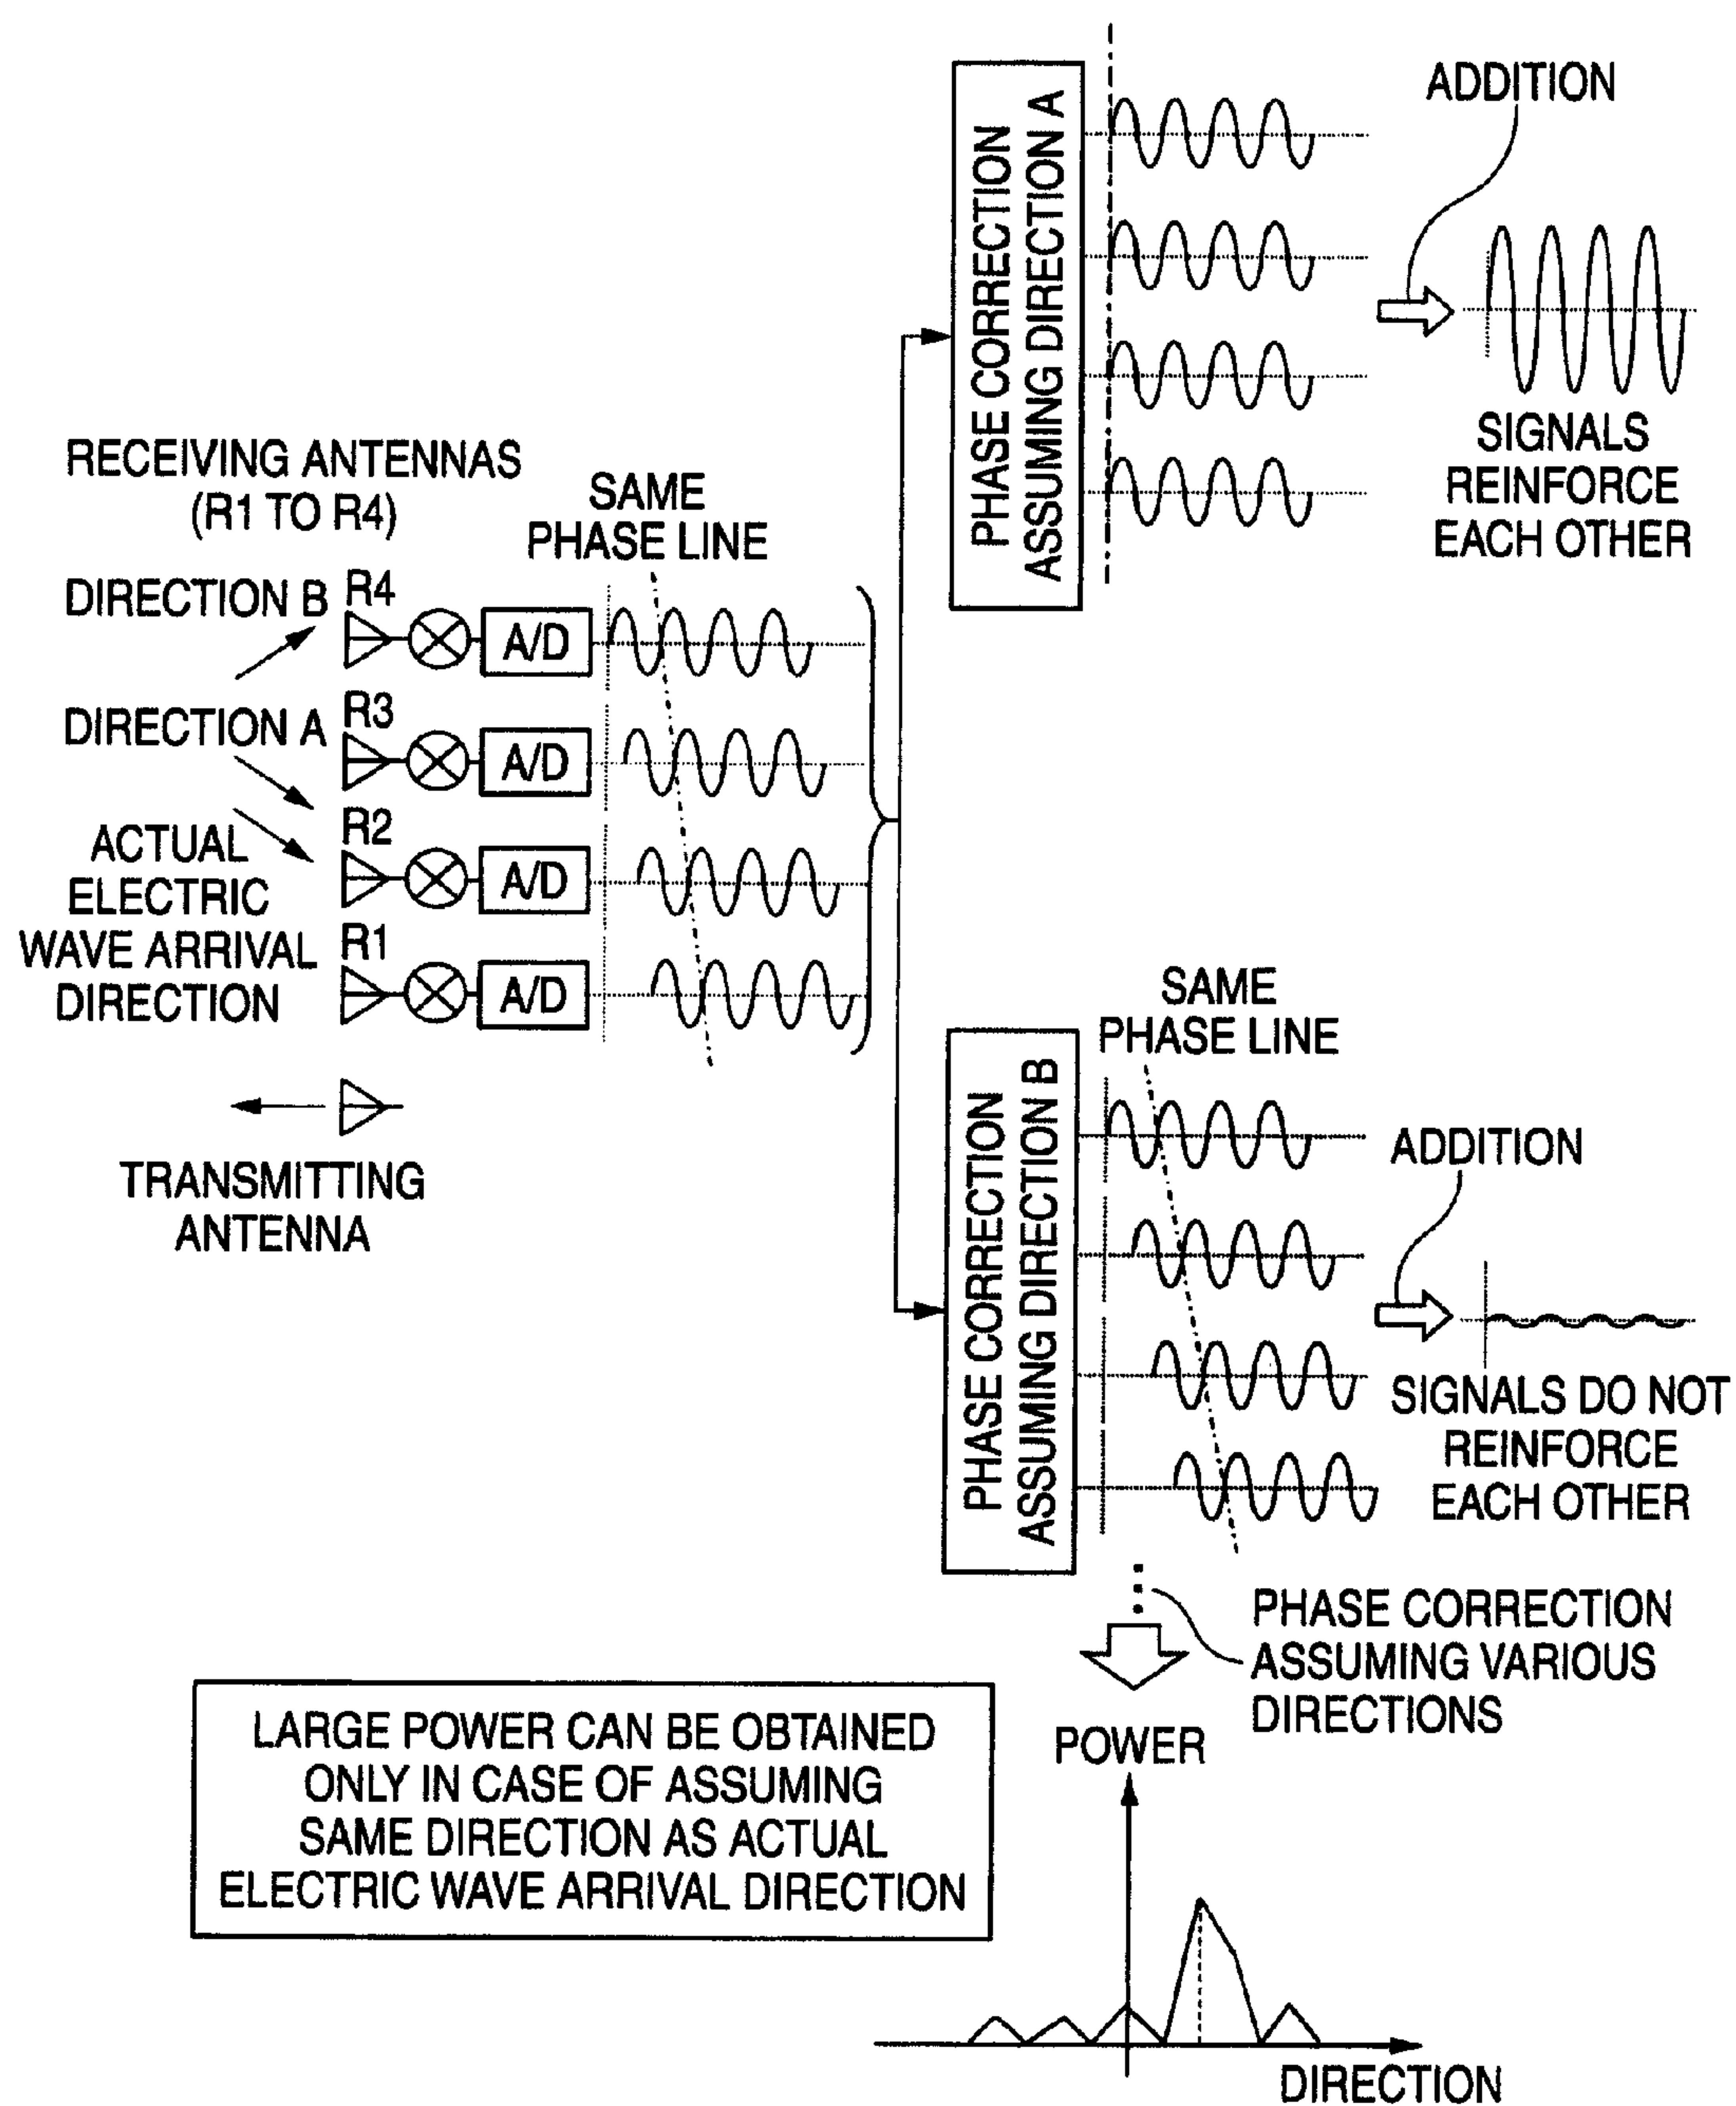 RECEIVING ANTENNAS
(R1 TO R4)
SAME
PHASE LINE
DIRECTION B
R4
A/D
DIRECTION A
R3
A/D
R2
A/D
ACTUAL
ELECTRIC
WAVE ARRIVAL
DIRECTION
R1
A/D
TRANSMITTING
ANTENNA
PHASE CORRECTION
ASSUMING DIRECTION A
ADDITION
SIGNALS
REINFORCE
EACH OTHER
PHASE CORRECTION
ASSUMING DIRECTION B
SAME
PHASE LINE
ADDITION
SIGNALS DO NOT
REINFORCE
EACH OTHER
PHASE CORRECTION
ASSUMING VARIOUS
DIRECTIONS
LARGE POWER CAN BE OBTAINED
ONLY IN CASE OF ASSUMING
SAME DIRECTION AS ACTUAL
ELECTRIC WAVE ARRIVAL DIRECTION
POWER
DIRECTION